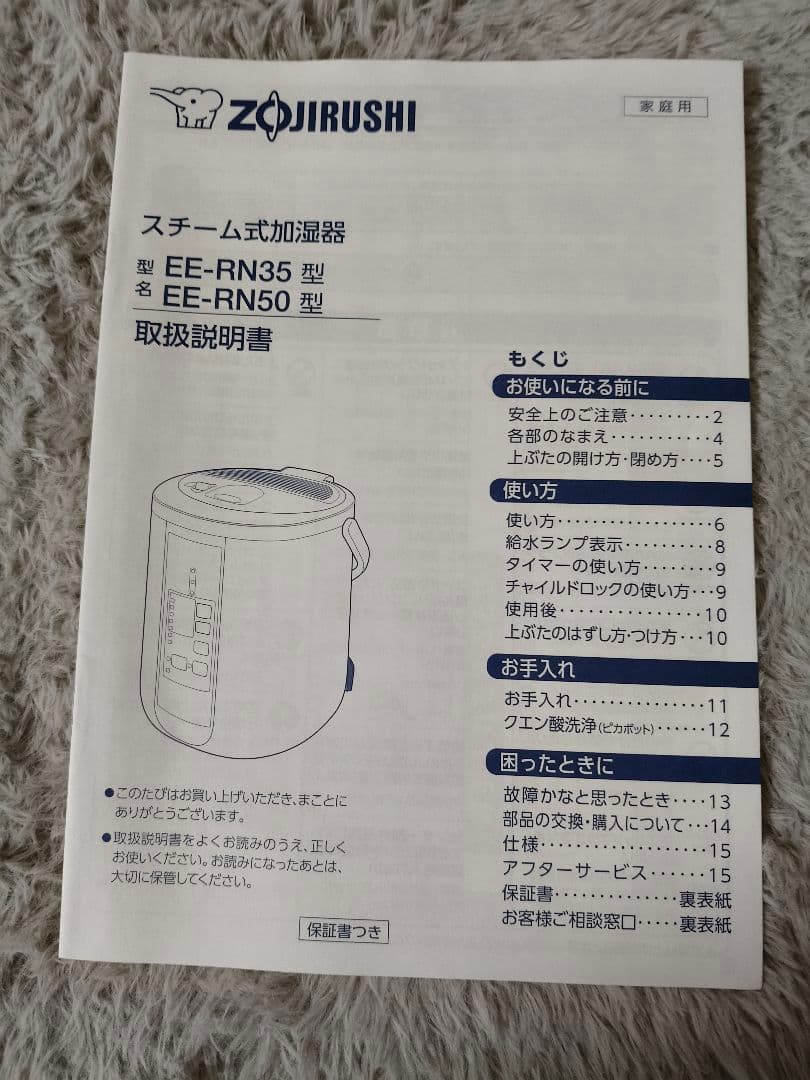 ZOJIRUSHI
家庭用
スチーム式加湿器
型名
EE-RN35 型
EE-RN50 型
取扱説明書
もくじ
お使いになる前に
安全上のご注意・・・・・・・・・2
各部のなまえ・・・・・・・・・・・4
上ぶたの開け方・閉め方・・・・5
使い方
使い方・・・・・・・・・・・・・・・・・・6
給水ランプ表示・・・・・・・・・・8
タイマーの使い方・・・・・・・・9
チャイルドロックの使い方・・・9
使用後・・・・・・・・・・・・・・・10
上ぶたのはずし方・つけ方・・・10
お手入れ
お手入れ・・・・・・・・・・・・・・・11
クエン酸洗浄(ピカポット)・・・・・・12
困ったときに
故障かなと思ったとき・・・・13
部品の交換・購入について・・・14
仕様・・・・・・・・・・・・・・・・・・15
アフターサービス・・・・・・15
保証書・・・・・・・・・・・・・裏表紙
お客様ご相談窓口・・・・・裏表紙
●このたびはお買い上げいただき、まことに
ありがとうございます。
●取扱説明書をよくお読みのうえ、正しく
お使いください。お読みになったあとは、
大切に保管してください。
保証書つき